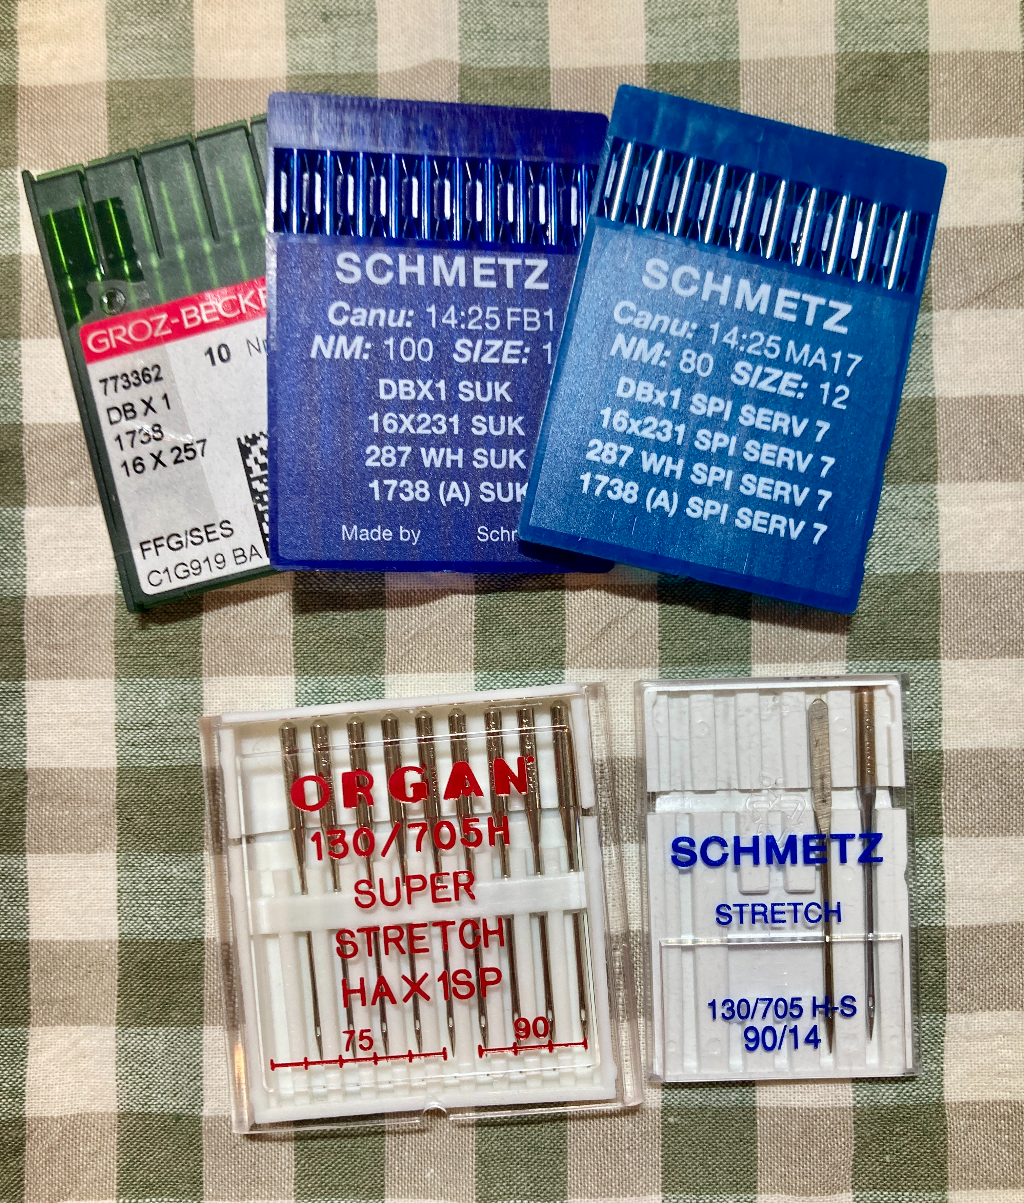 GROZ-BECKE
10
773362
DB X 1
1738
16 X 257
FFG/SES
C1G919 BA
SCHMETZ
Canu: 14:25 FB1
NM: 100 SIZE: 1
DBX1 SUK
16X231 SUK
287 WH SUK
1738 (A) SUK
Made by Schm
SCHMETZ
Canu: 14:25 MA17
NM: 80 SIZE: 12
DBx1 SPI SERV 7
16x231 SPI SERV 7
287 WH SPI SERV 7
1738 (A) SPI SERV 7
ORGAN
130/705H
SUPER
STRETCH
HAX1SP
75 90
SCHMETZ
STRETCH
130/705 H-S
90/14